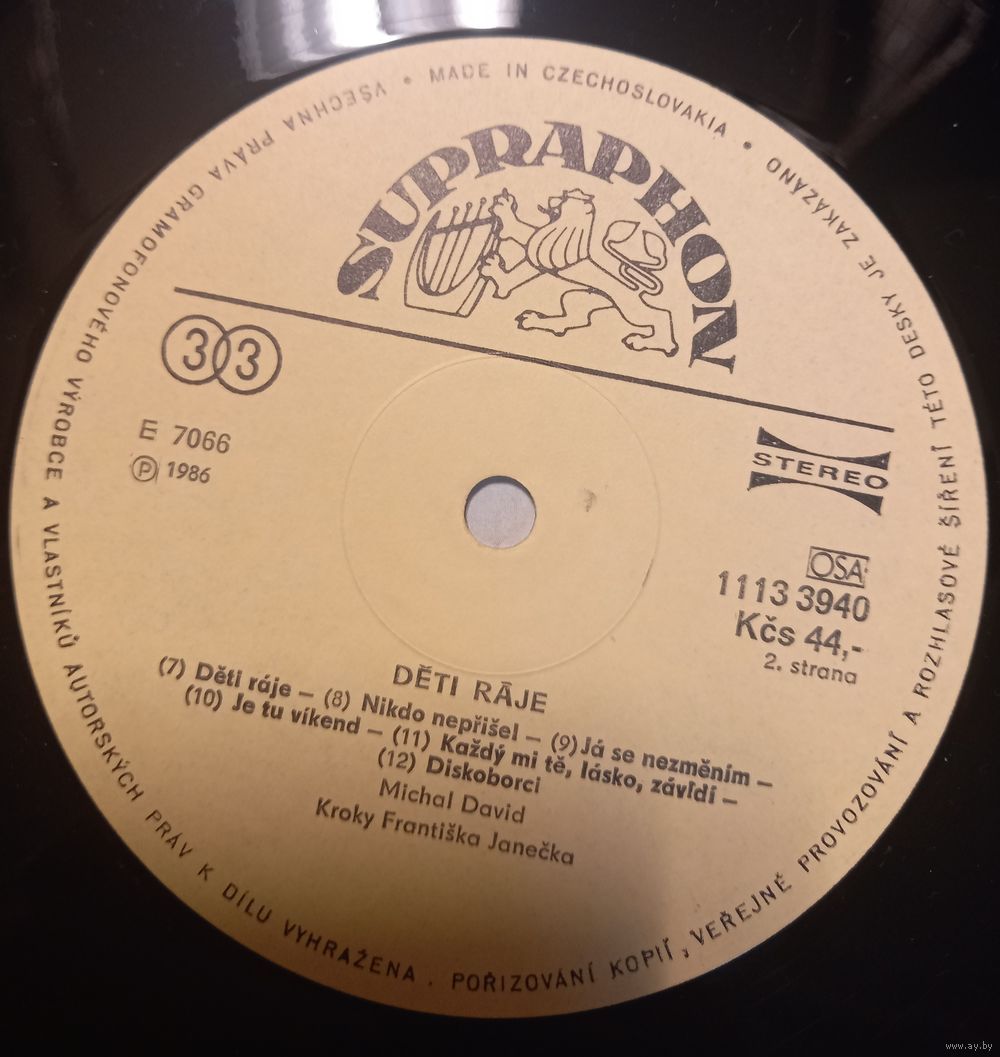 VŠECHNA PRÁVA GRAMOFONOVÉHO VÝROBCE A VLASTNÍKŮ AUTORSKÝCH PRÁV K DÍLU VYHRAŽENA . POŘIZOVÁNÍ KOPIÍ, VEŘEJNÉ PROVOZOVÁNÍ A ROZHLASOVÉ ŠÍŘENÍ TÉTO DESKY JE ZAKÁZÁNO • MADE IN CZECHOSLOVAKIA •
SUPRAPHON
33
E 7066
Ⓟ 1986
STEREO
OSA
1113 3940
Kčs 44,-
2. strana
DĚTI RÁJE
(7) Děti ráje – (8) Nikdo nepřišel – (9) Já se nezměním –
(10) Je tu víkend – (11) Každý mi tě, lásko, závidí –
(12) Diskoborci
Michal David
Kroky Františka Janečka
www.ay.by